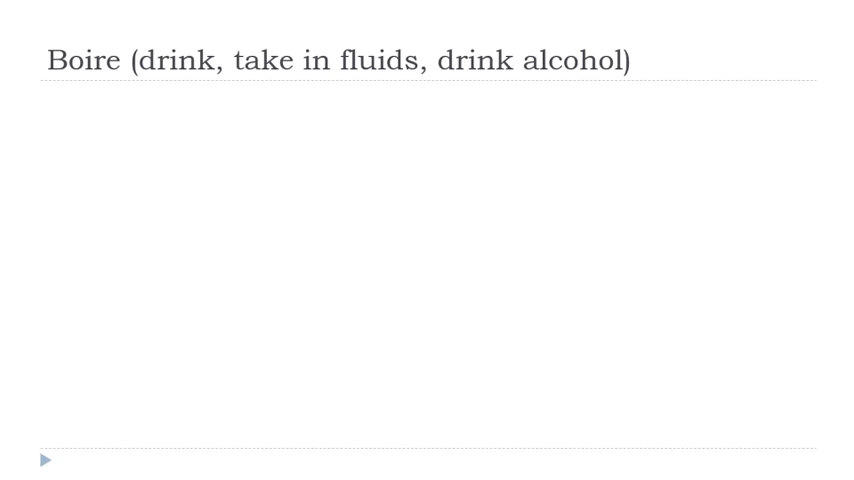 Boire (drink, take in fluids, drink alcohol)